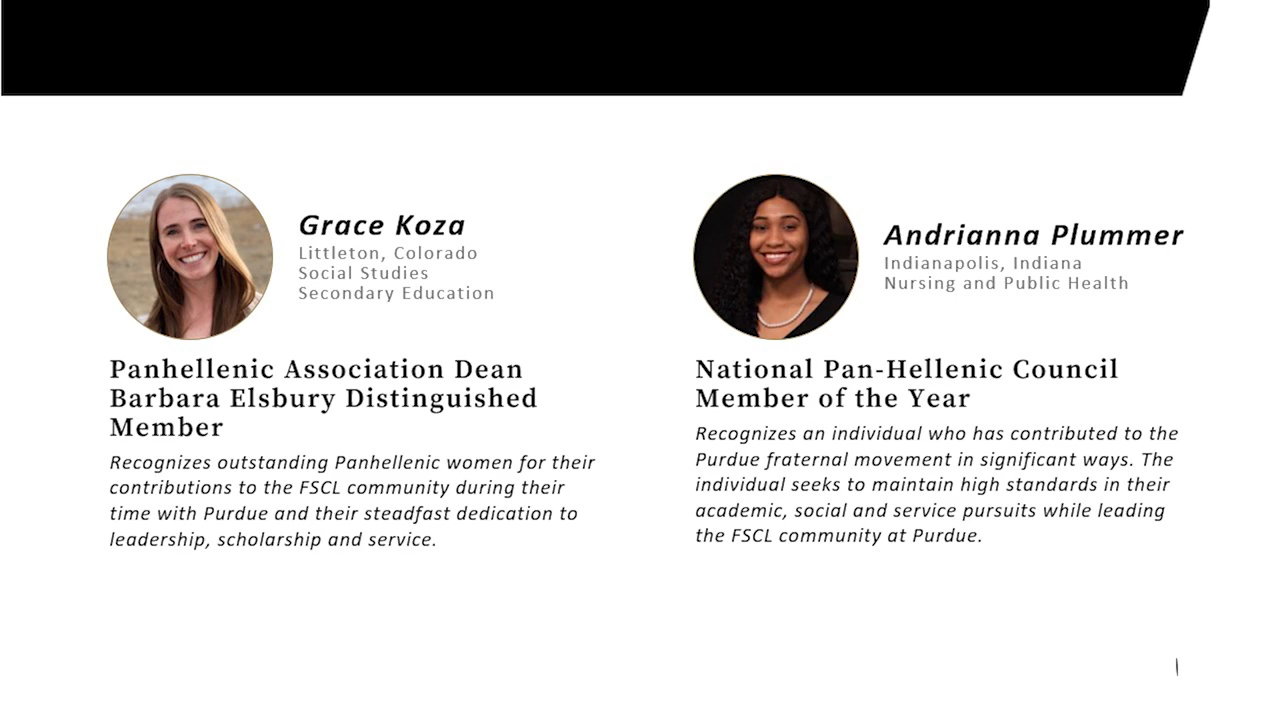 Grace Koza
Littleton, Colorado
Social Studies
Secondary Education
Panhellenic Association Dean
Barbara Elsbury Distinguished
Member
Recognizes outstanding Panhellenic women for their
contributions to the FSCL community during their
time with Purdue and their steadfast dedication to
leadership, scholarship and service.
Andrianna Plummer
Indianapolis, Indiana
Nursing and Public Health
National Pan-Hellenic Council
Member of the Year
Recognizes an individual who has contributed to the
Purdue fraternal movement in significant ways. The
individual seeks to maintain high standards in their
academic, social and service pursuits while leading
the FSCL community at Purdue.